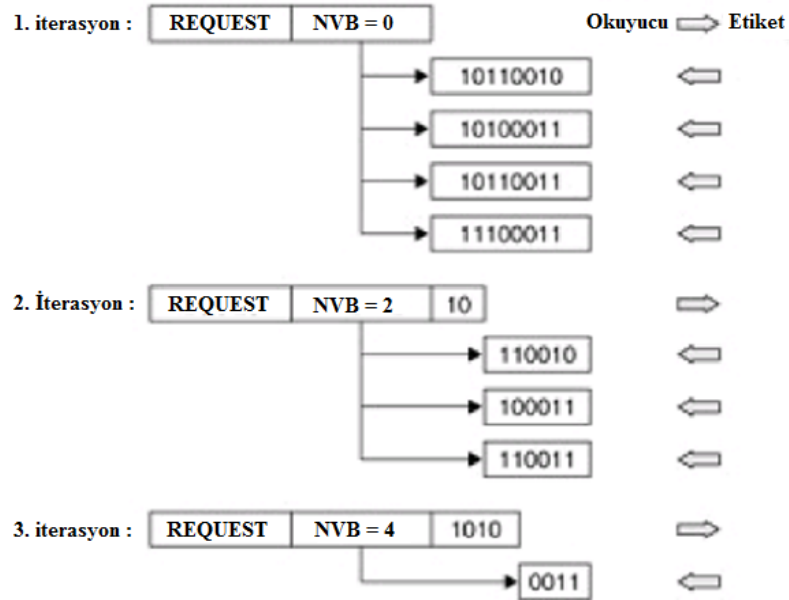 1. iterasyon : REQUEST NVB = 0 Okuyucu Etiket
10110010
10100011
10110011
11100011
2. İterasyon : REQUEST NVB = 2 10
110010
100011
110011
3. iterasyon : REQUEST NVB = 4 1010
0011